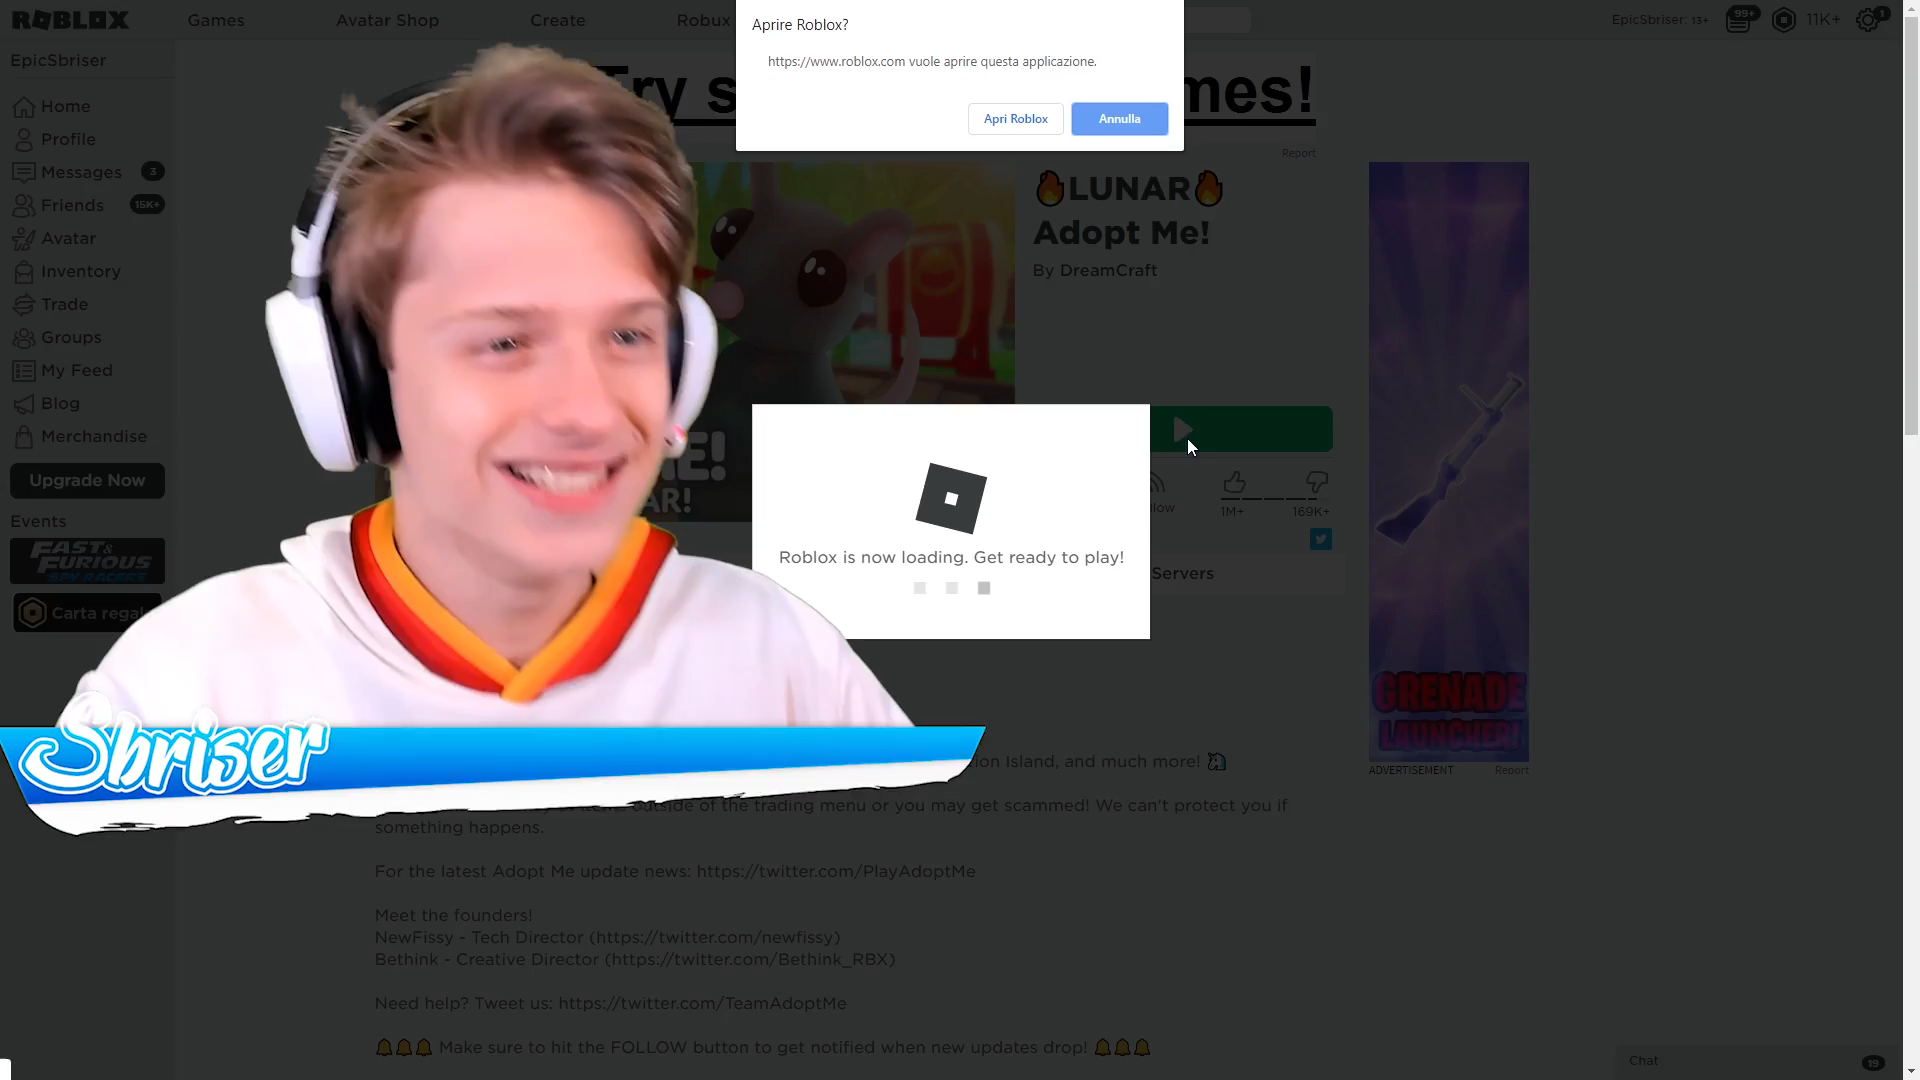 ROBLOX
Games
Avatar Shop
Create
Robux
EpicSbriser: 13+
99+
11K+
1
Aprire Roblox?
https://www.roblox.com vuole aprire questa applicazione.
Apri Roblox
Annulla
EpicSbriser
Home
Profile
Messages 3
Friends 15K+
Avatar
Inventory
Trade
Groups
My Feed
Blog
Merchandise
Upgrade Now
Events
FAST & FURIOUS
SPY RACERS
Carta
Try
mes!
Report
🔥LUNAR🔥
Adopt Me!
By DreamCraft
1M+
169K+
Servers
Roblox is now loading. Get ready to play!
GRENADE
LAUNCHER!
ADVERTISEMENT
Report
Sbriser
Island, and much more!
outside of the trading menu or you may get scammed! We can't protect you if
something happens.
For the latest Adopt Me update news: https://twitter.com/PlayAdoptMe
Meet the founders!
NewFissy - Tech Director (https://twitter.com/newfissy)
Bethink - Creative Director (https://twitter.com/Bethink_RBX)
Need help? Tweet us: https://twitter.com/TeamAdoptMe
🔔🔔🔔 Make sure to hit the FOLLOW button to get notified when new updates drop! 🔔🔔🔔
Chat
19